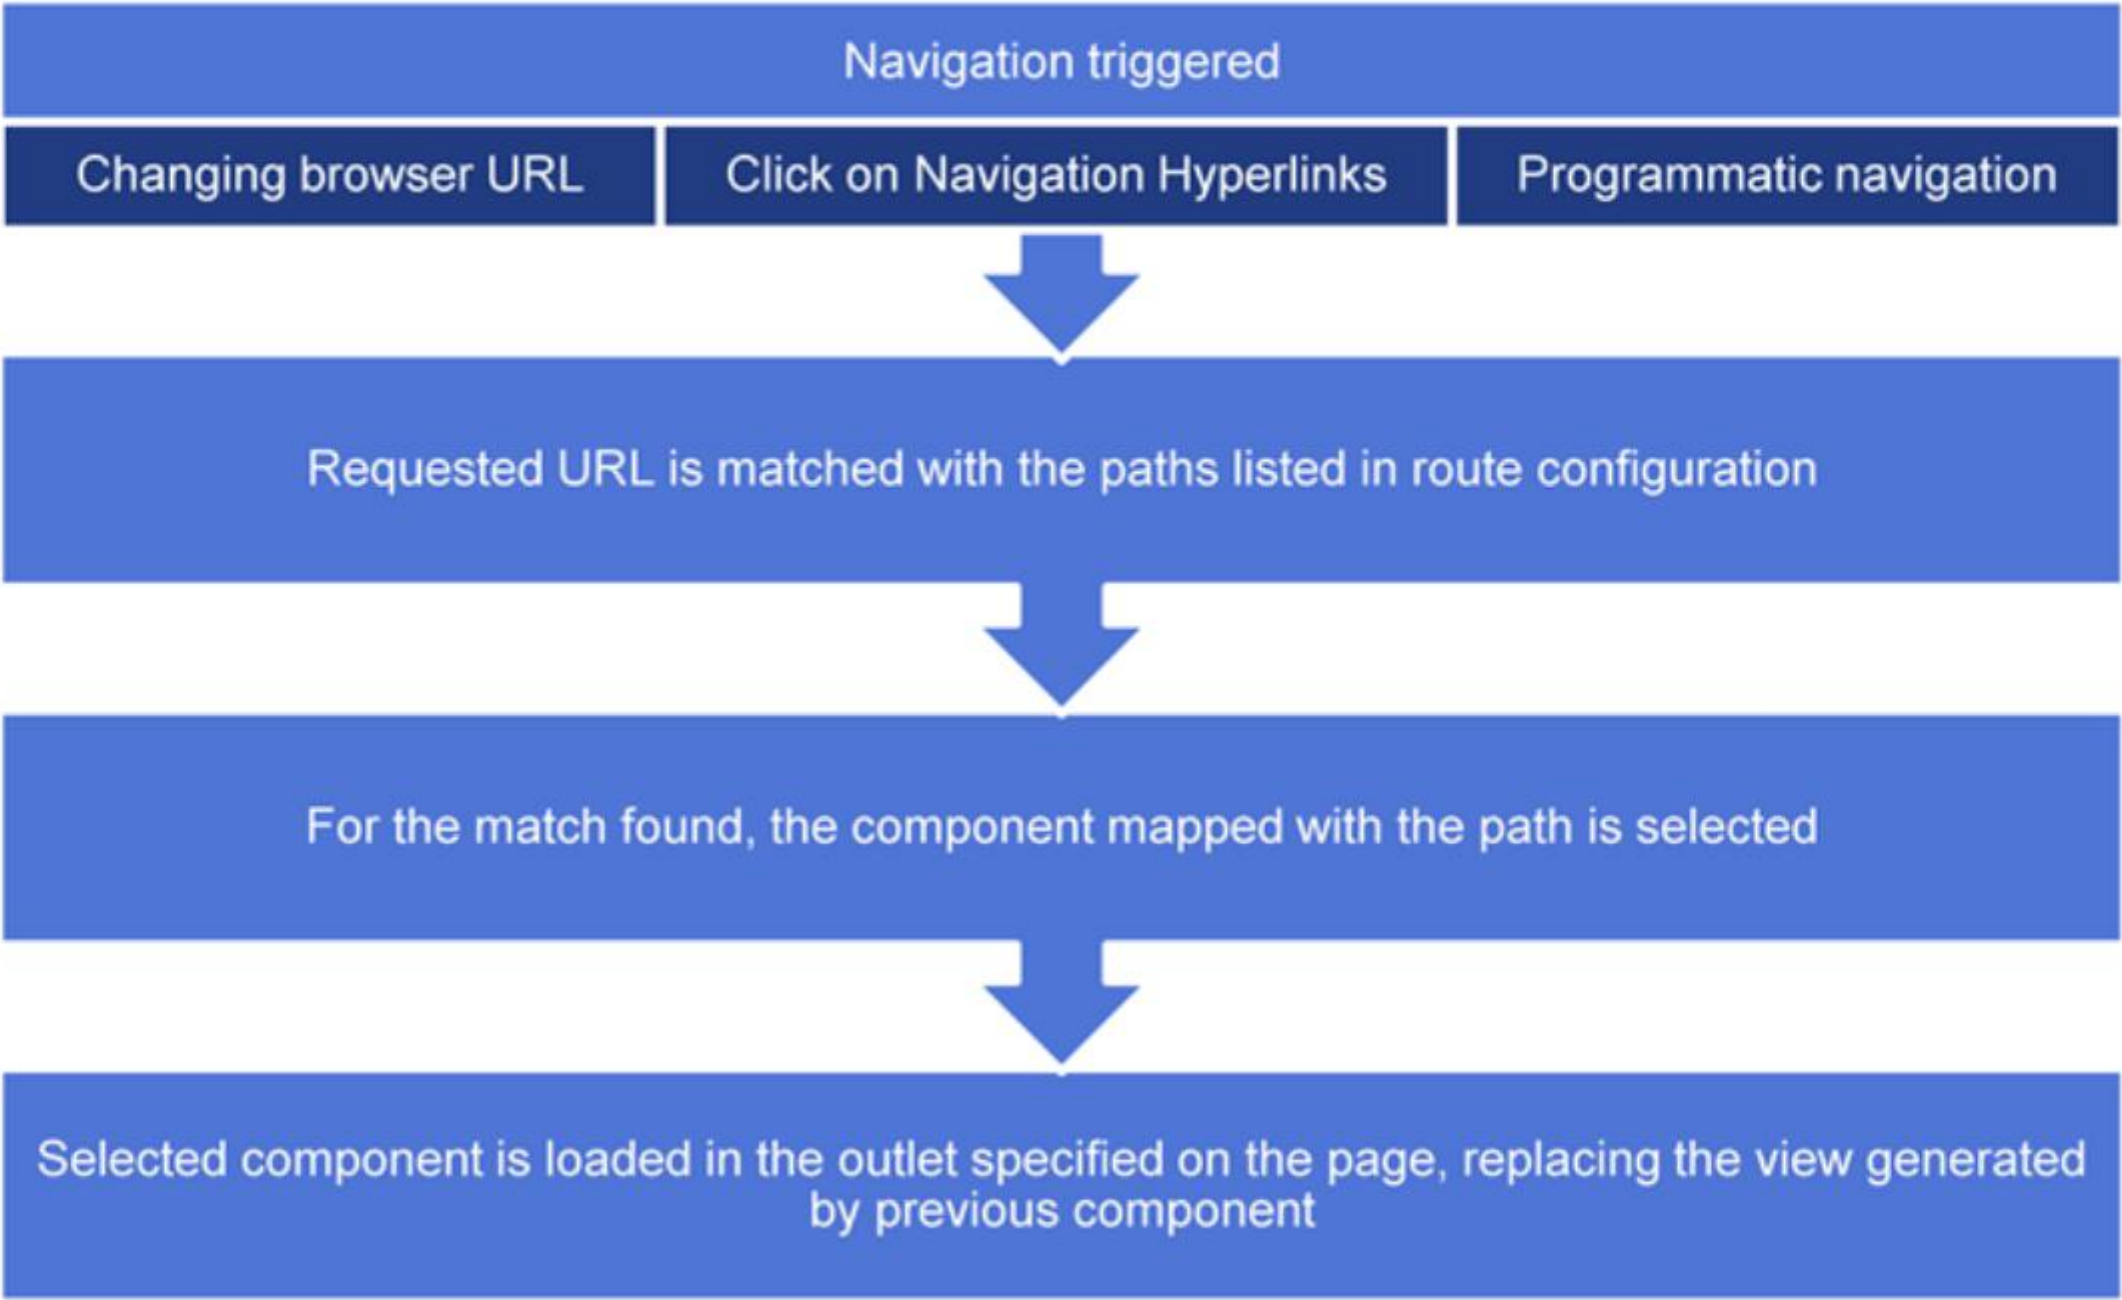 Navigation triggered
Changing browser URL
Click on Navigation Hyperlinks
Programmatic navigation
Requested URL is matched with the paths listed in route configuration
For the match found, the component mapped with the path is selected
Selected component is loaded in the outlet specified on the page, replacing the view generated
by previous component